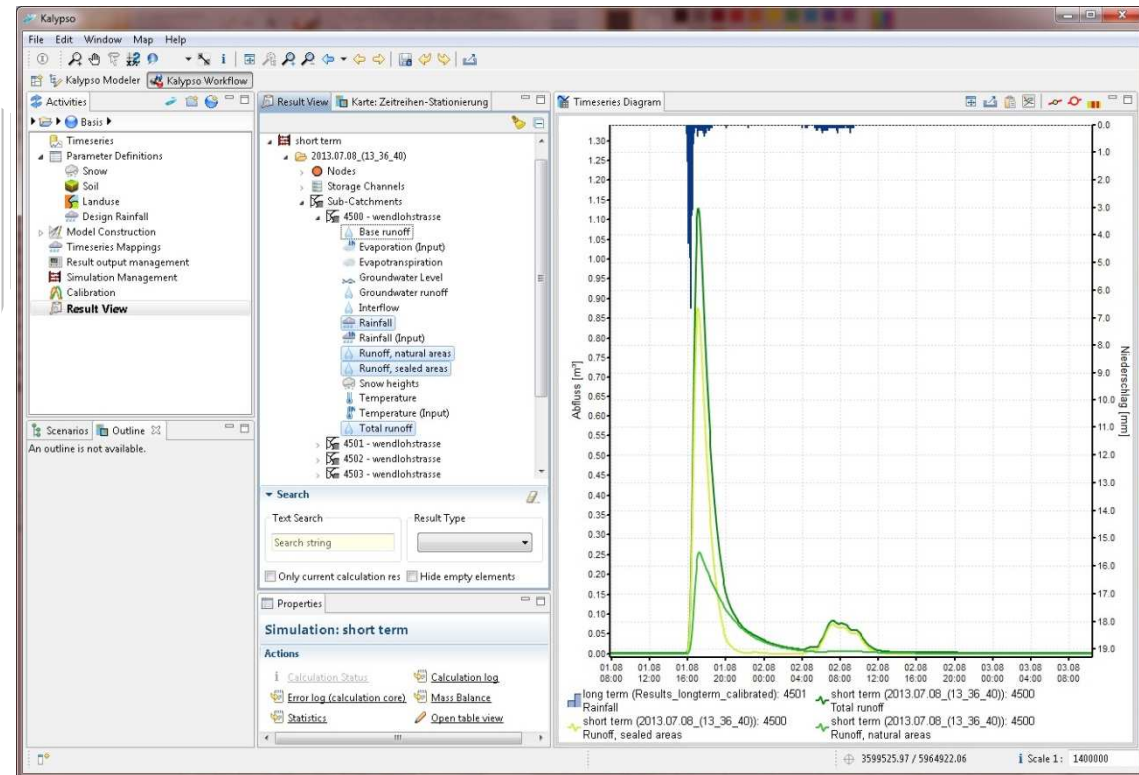 Kalypso
File Edit Window Map Help
Kalypso Modeler Kalypso Workflow
Activities
Basis
Timeseries
Parameter Definitions
Snow
Soil
Landuse
Design Rainfall
Model Construction
Timeseries Mappings
Result output management
Simulation Management
Calibration
Result View
Scenarios Outline
An outline is not available.
Result View Karte: Zeitreihen-Stationierung
short term
2013.07.08_(13_36_40)
Nodes
Storage Channels
Sub-Catchments
4500 - wendlohstrasse
Base runoff
Evaporation (Input)
Evapotranspiration
Groundwater Level
Groundwater runoff
Interflow
Rainfall
Rainfall (Input)
Runoff, natural areas
Runoff, sealed areas
Snow heights
Temperature
Temperature (Input)
Total runoff
4501 - wendlohstrasse
4502 - wendlohstrasse
4503 - wendlohstrasse
Search
Text Search Result Type
Search string
Only current calculation res Hide empty elements
Properties
Simulation: short term
Actions
Calculation Status Calculation log
Error log (calculation core) Mass Balance
Statistics Open table view
Timeseries Diagram
Abfluss [m³]
1.30
1.25
1.20
1.15
1.10
1.05
1.00
0.95
0.90
0.85
0.80
0.75
0.70
0.65
0.60
0.55
0.50
0.45
0.40
0.35
0.30
0.25
0.20
0.15
0.10
0.05
0.00
0.0
1.0
2.0
3.0
4.0
5.0
6.0
7.0
8.0
9.0
10.0
11.0
12.0
13.0
14.0
15.0
16.0
17.0
18.0
19.0
Niederschlag [mm]
01.08 01.08 01.08 01.08 02.08 02.08 02.08 02.08 02.08 02.08 03.08 03.08 03.08
08:00 12:00 16:00 20:00 00:00 04:00 08:00 12:00 16:00 20:00 00:00 04:00 08:00
long term (Results_longterm_calibrated): 4501
Rainfall
short term (2013.07.08_(13_36_40)): 4500
Total runoff
short term (2013.07.08_(13_36_40)): 4500
Runoff, sealed areas
short term (2013.07.08_(13_36_40)): 4500
Runoff, natural areas
3599525.97 / 5964922.06 Scale 1: 1400000